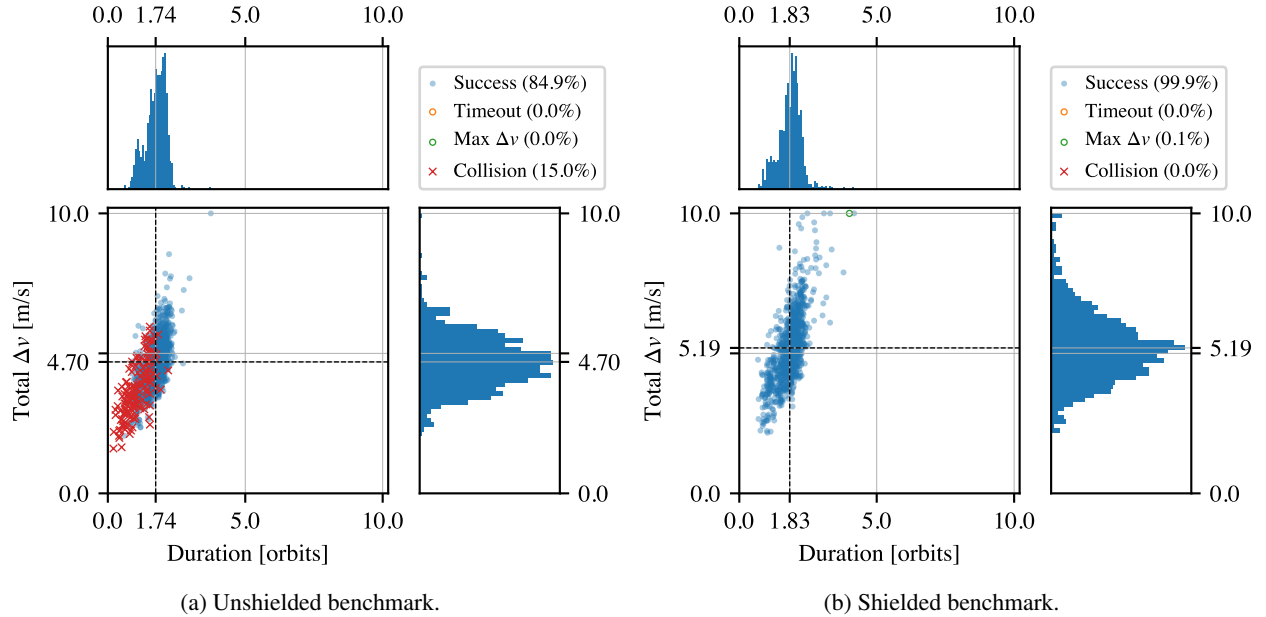 0.0 1.74 5.0 10.0
Success (84.9%)
Timeout (0.0%)
Max Δv (0.0%)
Collision (15.0%)
10.0
4.70
0.0
Total Δv [m/s]
10.0
4.70
0.0
0.0 1.74 5.0 10.0
Duration [orbits]
(a) Unshielded benchmark.
0.0 1.83 5.0 10.0
Success (99.9%)
Timeout (0.0%)
Max Δv (0.1%)
Collision (0.0%)
10.0
5.19
0.0
Total Δv [m/s]
10.0
5.19
0.0
0.0 1.83 5.0 10.0
Duration [orbits]
(b) Shielded benchmark.